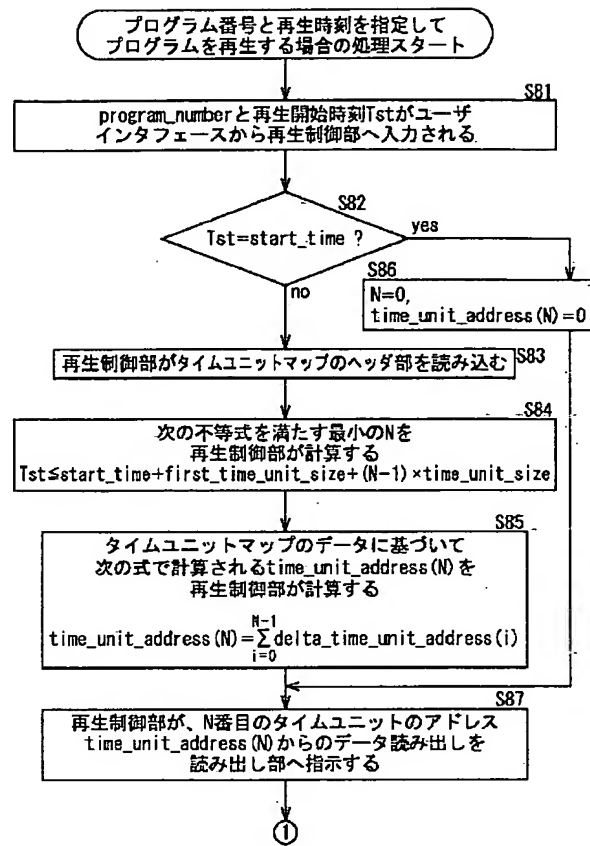 プログラム番号と再生時刻を指定して
プログラムを再生する場合の処理スタート
S81
program_numberと再生開始時刻Tstがユーザ
インタフェースから再生制御部へ入力される
S82
Tst=start_time ?
yes
no
S86
N=0,
time_unit_address(N)=0
再生制御部がタイムユニットマップのヘッダ部を読み込む
S83
S84
次の不等式を満たす最小のNを
再生制御部が計算する
Tst≦start_time+first_time_unit_size+(N-1)×time_unit_size
S85
タイムユニットマップのデータに基づいて
次の式で計算されるtime_unit_address(N)を
再生制御部が計算する
N-1
time_unit_address(N)=Σdelta_time_unit_address(i)
i=0
S87
再生制御部が、N番目のタイムユニットのアドレス
time_unit_address(N)からのデータ読み出しを
読み出し部へ指示する
①